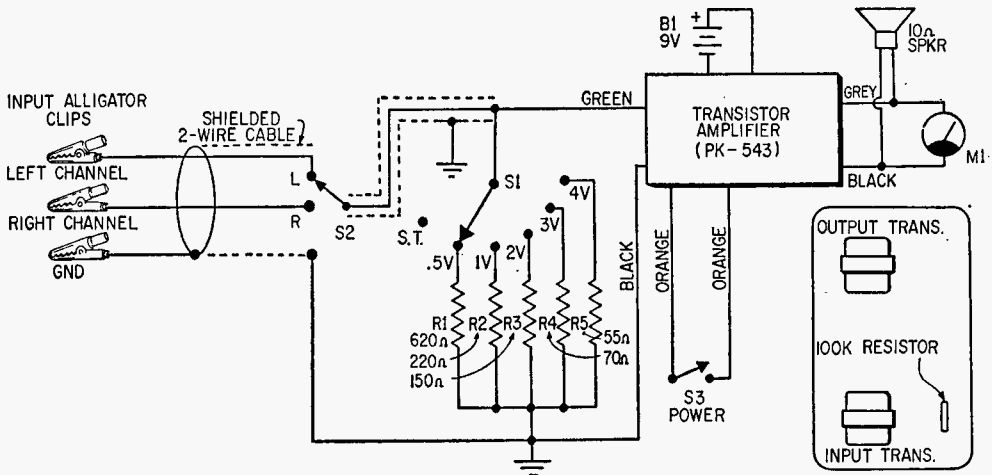 INPUT ALLIGATOR
CLIPS
LEFT CHANNEL
RIGHT CHANNEL
GND
SHIELDED
2-WIRE CABLE
L
R
S2
S.T.
S1
.5V
1V
2V
3V
4V
R1
620Ω
R2
220Ω
R3
150Ω
R4
70Ω
R5
55Ω
GREEN
BLACK
ORANGE
ORANGE
S3
POWER
B1
9V
+
TRANSISTOR
AMPLIFIER
(PK-543)
10Ω
SPKR
GREY
BLACK
M1
OUTPUT TRANS.
100K RESISTOR
INPUT TRANS.